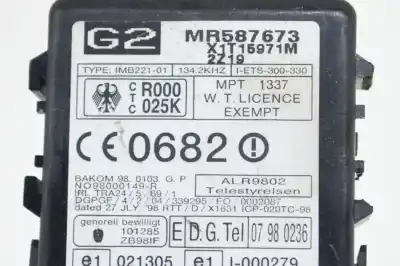 G2 MR587673
X1T15971M
2Z19
TYPE: IMB221-01 134.2KHZ I-ETS-300-330
C T C R000 025K
MPT 1337
W.T. LICENCE
EXEMPT
CE0682
BAKOM 98. 0103. G. P
NO98000149-R
IRL TRA24/5/69/1
ALR9802
Telestyrelsen
DGPGF/4/2/04/339295/FO 0002087
dated 27 JLY '98 RTT/D/X1631 ICP-020TC-98
generell bewilligt
101285
ZB98IF
E D.G.Tel 07 98 0236
e1 021305 e1 I-000279